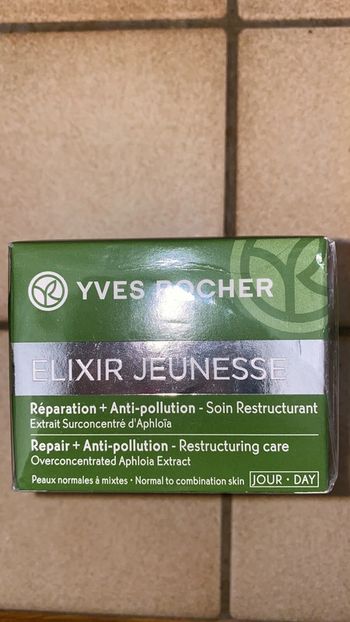 YVES ROCHER
ELIXIR JEUNESSE
Réparation + Anti-pollution - Soin Restructurant
Extrait Surconcentré d'Aphloïa
Repair + Anti-pollution - Restructuring care
Overconcentrated Aphloia Extract
Peaux normales à mixtes • Normal to combination skin JOUR • DAY